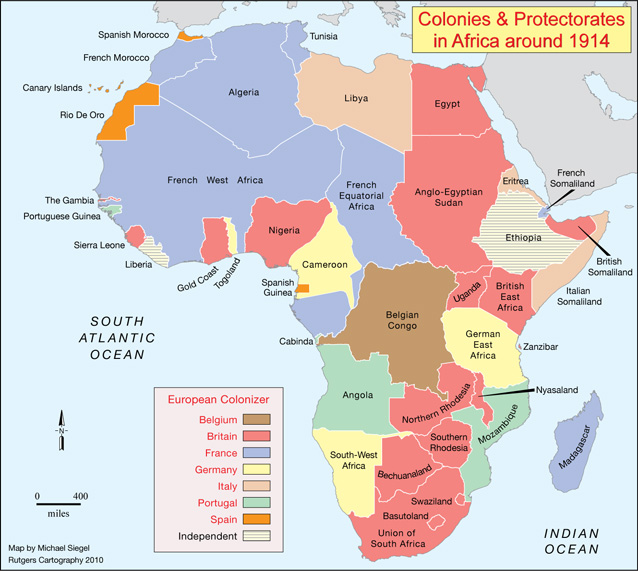 Colonies & Protectorates
in Africa around 1914
Spanish Morocco
Tunisia
French Morocco
Algeria
Libya
Egypt
Canary Islands
Rio De Oro
French West Africa
French
Equatorial
Africa
Anglo-Egyptian
Sudan
Eritrea
French
Somaliland
The Gambia
Portuguese Guinea
Sierra Leone
Liberia
Gold Coast
Togoland
Nigeria
Cameroon
Ethiopia
British
Somaliland
Italian
Somaliland
Spanish
Guinea
Uganda
British
East
Africa
Belgian
Congo
Cabinda
German
East
Africa
Zanzibar
SOUTH
ATLANTIC
OCEAN
Angola
Northern Rhodesia
Nyasaland
Mozambique
Madagascar
South-West
Africa
Southern
Rhodesia
Bechuanaland
Swaziland
Basutoland
Union of
South Africa
INDIAN
OCEAN
European Colonizer
Belgium
Britain
France
Germany
Italy
Portugal
Spain
Independent
N
0 400
miles
Map by Michael Siegel
Rutgers Cartography 2010